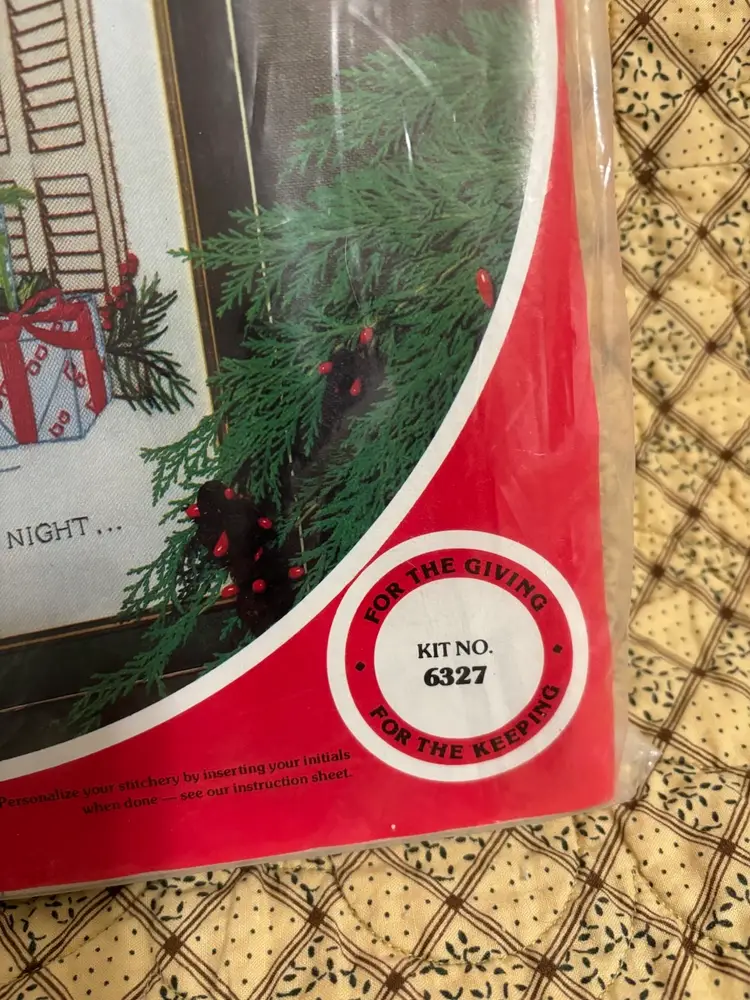 NIGHT...
FOR THE GIVING
KIT NO.
6327
FOR THE KEEPING
Personalize your stitchery by inserting your initials
when done — see our instruction sheet.